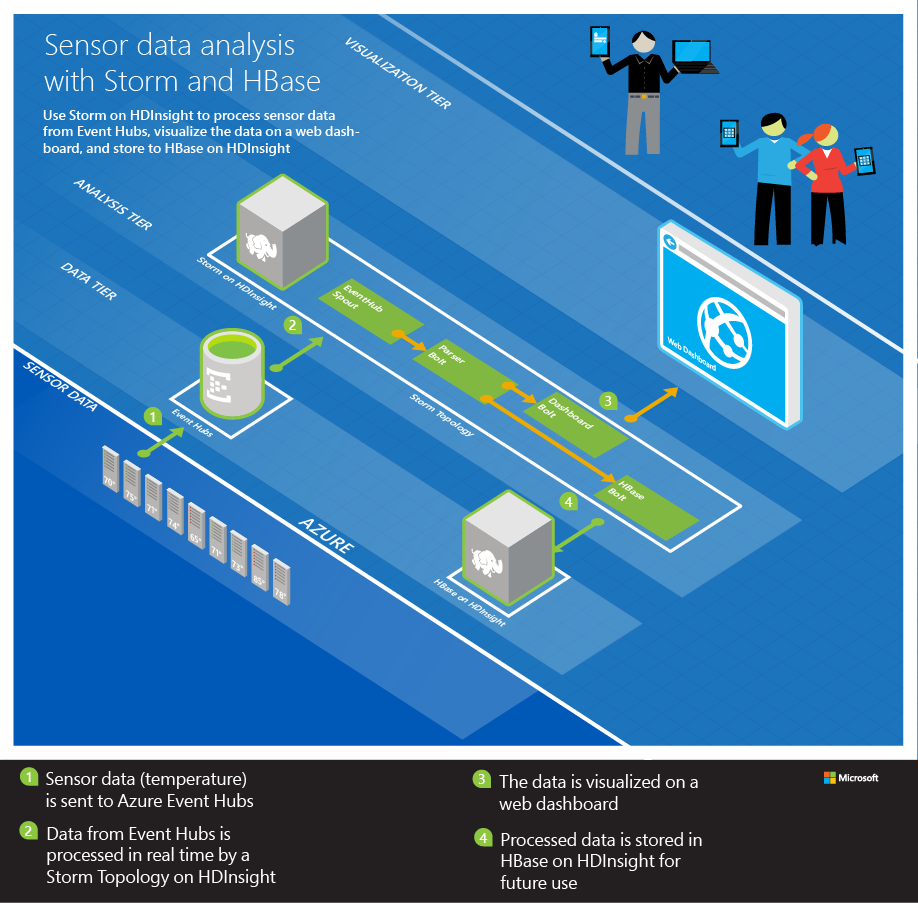 Sensor data analysis
with Storm and HBase
Use Storm on HDInsight to process sensor data
from Event Hubs, visualize the data on a web dash-
board, and store to HBase on HDInsight
VISUALIZATION TIER
ANALYSIS TIER
DATA TIER
SENSOR DATA
AZURE
Storm on HDInsight
EventHub
Spout
Parser
Bolt
Dashboard
Bolt
HBase
Bolt
Storm Topology
Web Dashboard
Event Hubs
HBase on HDInsight
1
2
3
4
70°
75°
71°
74°
65°
71°
73°
85°
78°
1 Sensor data (temperature)
is sent to Azure Event Hubs
2 Data from Event Hubs is
processed in real time by a
Storm Topology on HDInsight
3 The data is visualized on a
web dashboard
4 Processed data is stored in
HBase on HDInsight for
future use
Microsoft